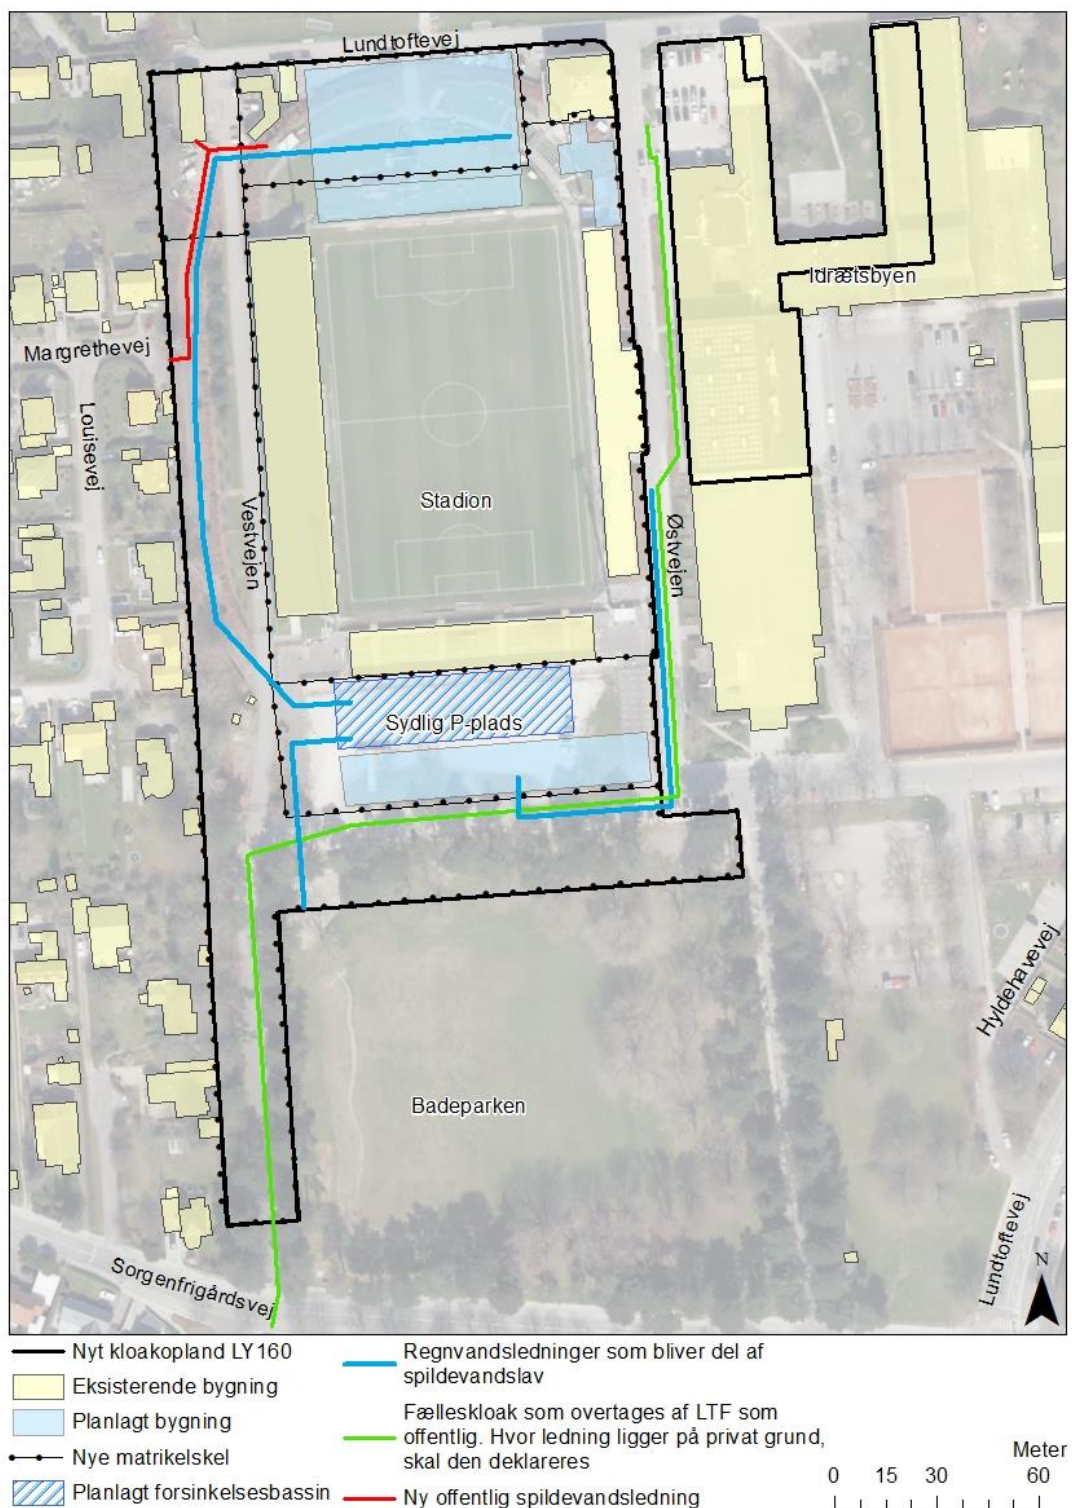 Lundtoftevej
Idrætsbyen
Margrethevej
Louisevej
Vestvejen
Stadion
Østvejen
Sydlig P-plads
Hyldehavevej
Badeparken
Lundtoftevej
Sorgenfrigårdsvej
N
Nyt kloakopland LY160
Eksisterende bygning
Planlagt bygning
Nye matrikelskel
Planlagt forsinkelsesbassin
Regnvandsledninger som bliver del af
spildevandslav
Fælleskloak som overtages af LTF som
offentlig. Hvor ledning ligger på privat grund,
skal den deklareres
Ny offentlig spildevandsledning
Meter
0 15 30 60